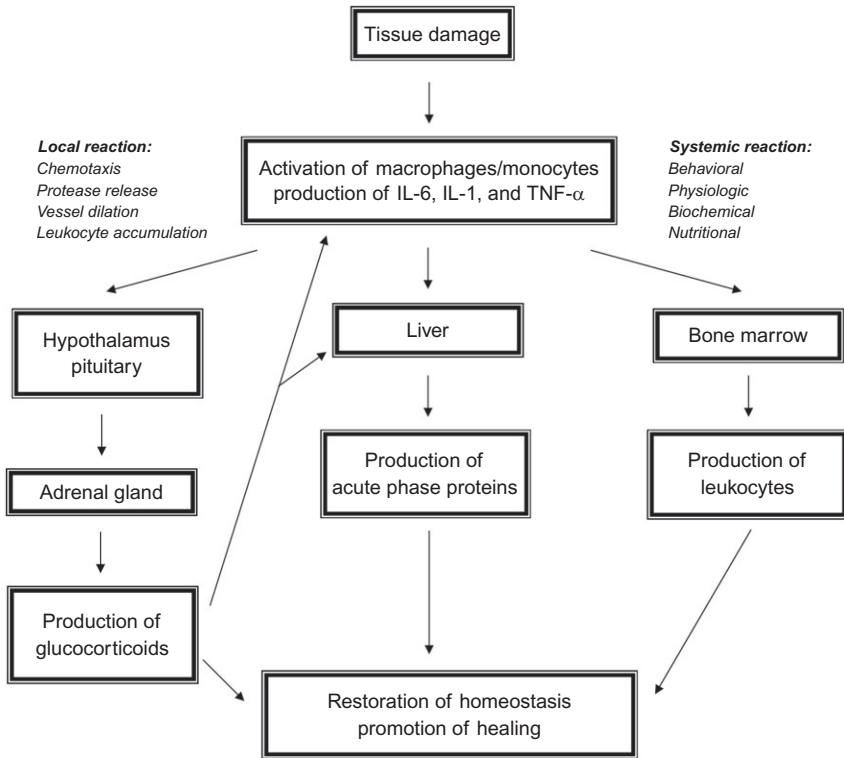 Tissue damage
Local reaction:
Chemotaxis
Protease release
Vessel dilation
Leukocyte accumulation
Activation of macrophages/monocytes
production of IL-6, IL-1, and TNF-α
Systemic reaction:
Behavioral
Physiologic
Biochemical
Nutritional
Hypothalamus
pituitary
Liver
Bone marrow
Adrenal gland
Production of
acute phase proteins
Production of
leukocytes
Production of
glucocorticoids
Restoration of homeostasis
promotion of healing